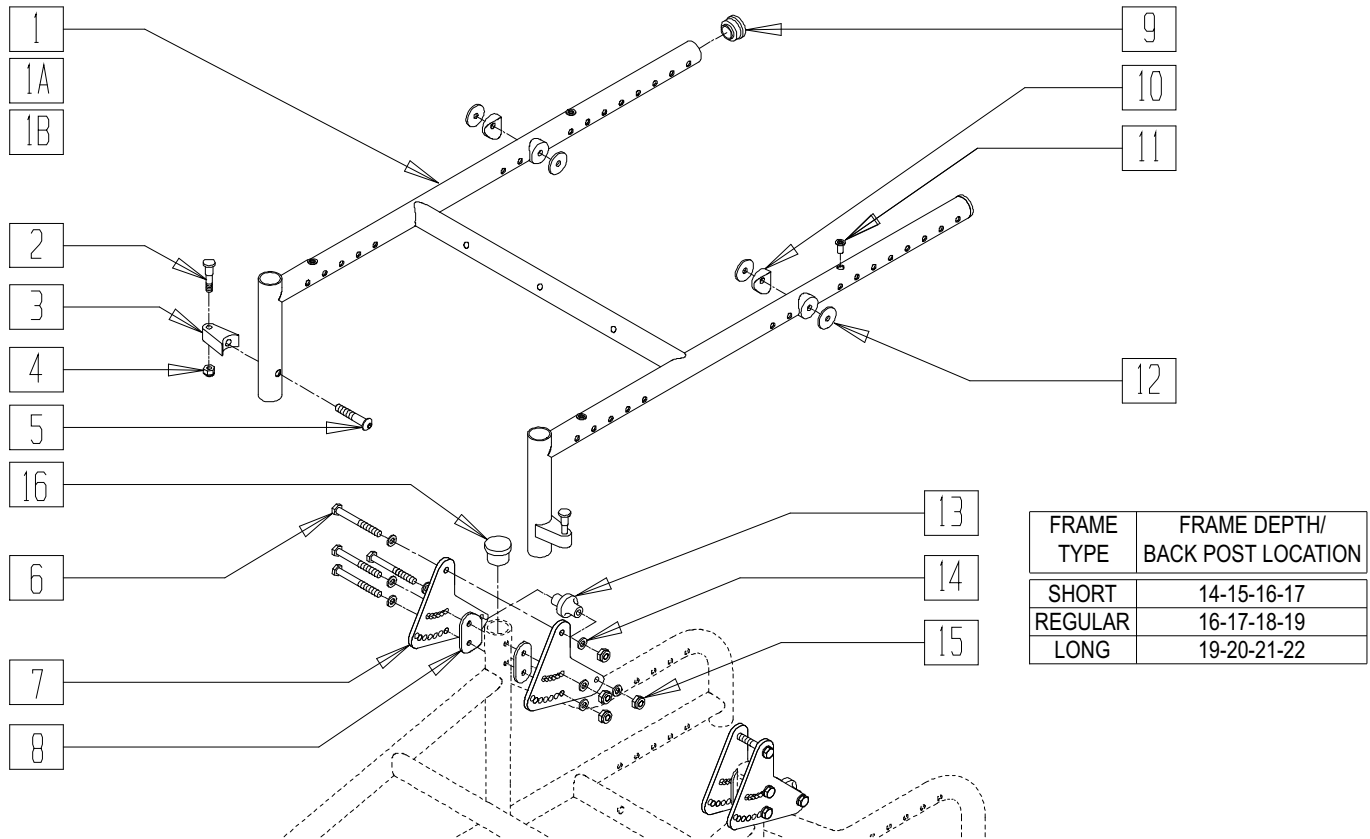 1
1A
1B
2
3
4
5
16
6
7
8
9
10
11
12
13
14
15
FRAME TYPE FRAME DEPTH/ BACK POST LOCATION
SHORT 14-15-16-17
REGULAR 16-17-18-19
LONG 19-20-21-22